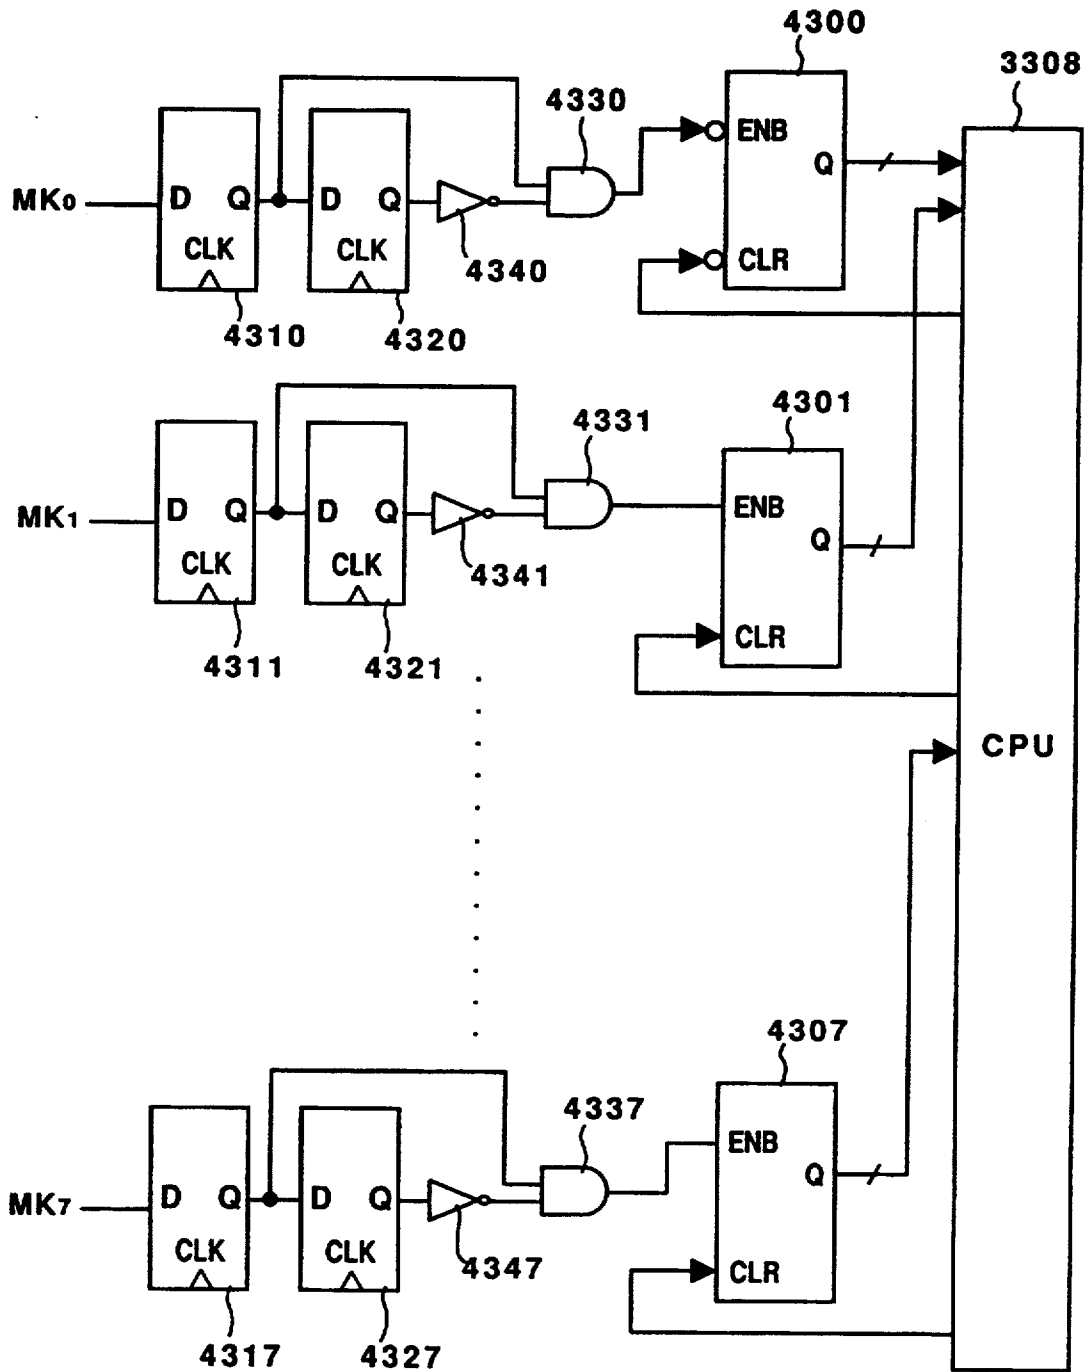 4300
3308
4330
ENB
Q
MK0
D Q
D Q
CLK
CLK
CLR
4340
4310
4320
4331
4301
MK1
D Q
D Q
ENB
Q
CLK
CLK
4341
CLR
4311
4321
CPU
4307
4337
ENB
Q
MK7
D Q
D Q
CLK
CLK
4347
CLR
4317
4327